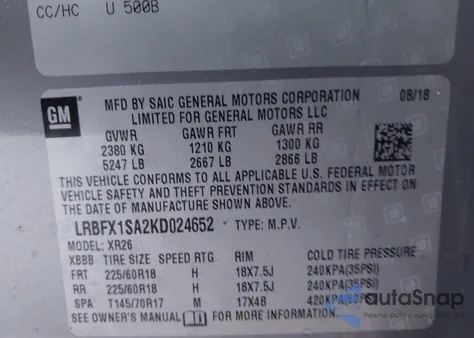 CC/HC U 500B
GM
MFD BY SAIC GENERAL MOTORS CORPORATION 08/18
LIMITED FOR GENERAL MOTORS LLC
GVWR GAWR FRT GAWR RR
2380 KG 1210 KG 1300 KG
5247 LB 2667 LB 2866 LB
THIS VEHICLE CONFORMS TO ALL APPLICABLE U.S. FEDERAL MOTOR
VEHICLE SAFETY AND THEFT PREVENTION STANDARDS IN EFFECT ON THE
DATE OF MANUFACTURE SHOWN ABOVE.
LRBFX1SA2KD024652 TYPE: M.P.V.
MODEL: XR26
XBBB TIRE SIZE SPEED RTG RIM COLD TIRE PRESSURE
FRT 225/60R18 H 18X7.5J 240KPA(35PSI)
RR 225/60R18 H 18X7.5J 240KPA(35PSI)
SPA T145/70R17 M 17X4B 420KPA(60PSI)
SEE OWNER'S MANUAL FOR MORE INFORMATION.
autaSnap